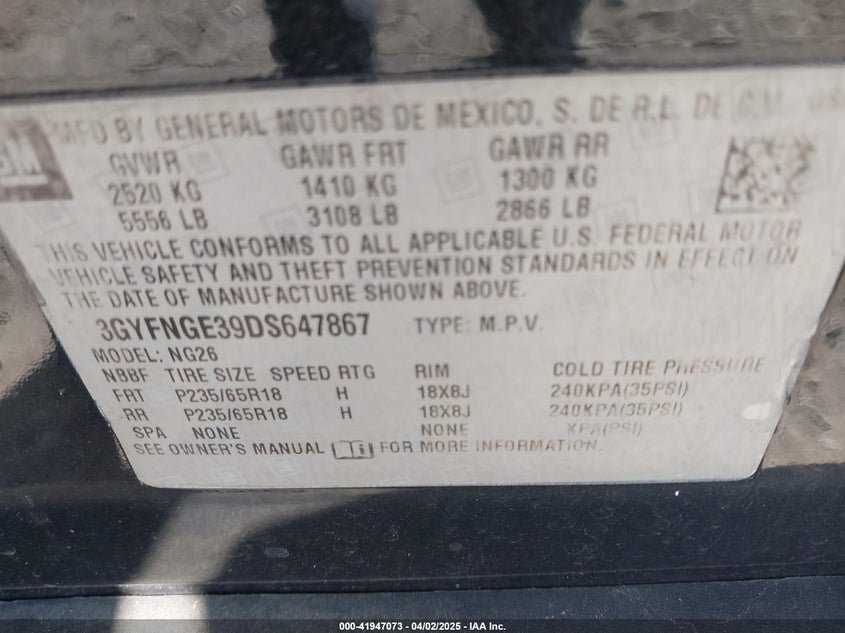 GM
MFD BY GENERAL MOTORS DE MEXICO, S. DE R.L. DE C.V.
GVWR GAWR FRT GAWR RR
2520 KG 1410 KG 1300 KG
5556 LB 3108 LB 2866 LB
THIS VEHICLE CONFORMS TO ALL APPLICABLE U.S. FEDERAL MOTOR
VEHICLE SAFETY AND THEFT PREVENTION STANDARDS IN EFFECT ON
THE DATE OF MANUFACTURE SHOWN ABOVE.
3GYFNGE39DS647867 TYPE: M.P.V.
MODEL: NG26
NBBF TIRE SIZE SPEED RTG RIM COLD TIRE PRESSURE
FRT P235/65R18 H 18X8J 240KPA(35PSI)
RR P235/65R18 H 18X8J 240KPA(35PSI)
SPA NONE NONE KPA(PSI)
SEE OWNER'S MANUAL FOR MORE INFORMATION.
000-41947073 - 04/02/2025 - IAA Inc.